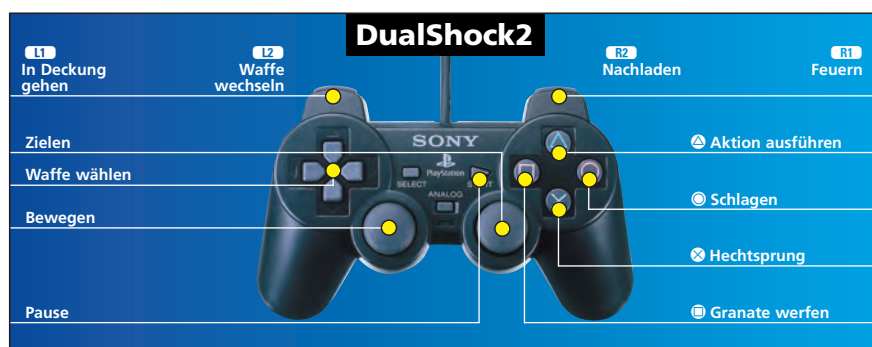 DualShock2
L1
In Deckung
gehen
L2
Waffe
wechseln
R2
Nachladen
R1
Feuern
Zielen
Waffe wählen
Bewegen
Pause
SONY
PlayStation
SELECT
START
ANALOG
Aktion ausführen
Schlagen
Hechtsprung
Granate werfen